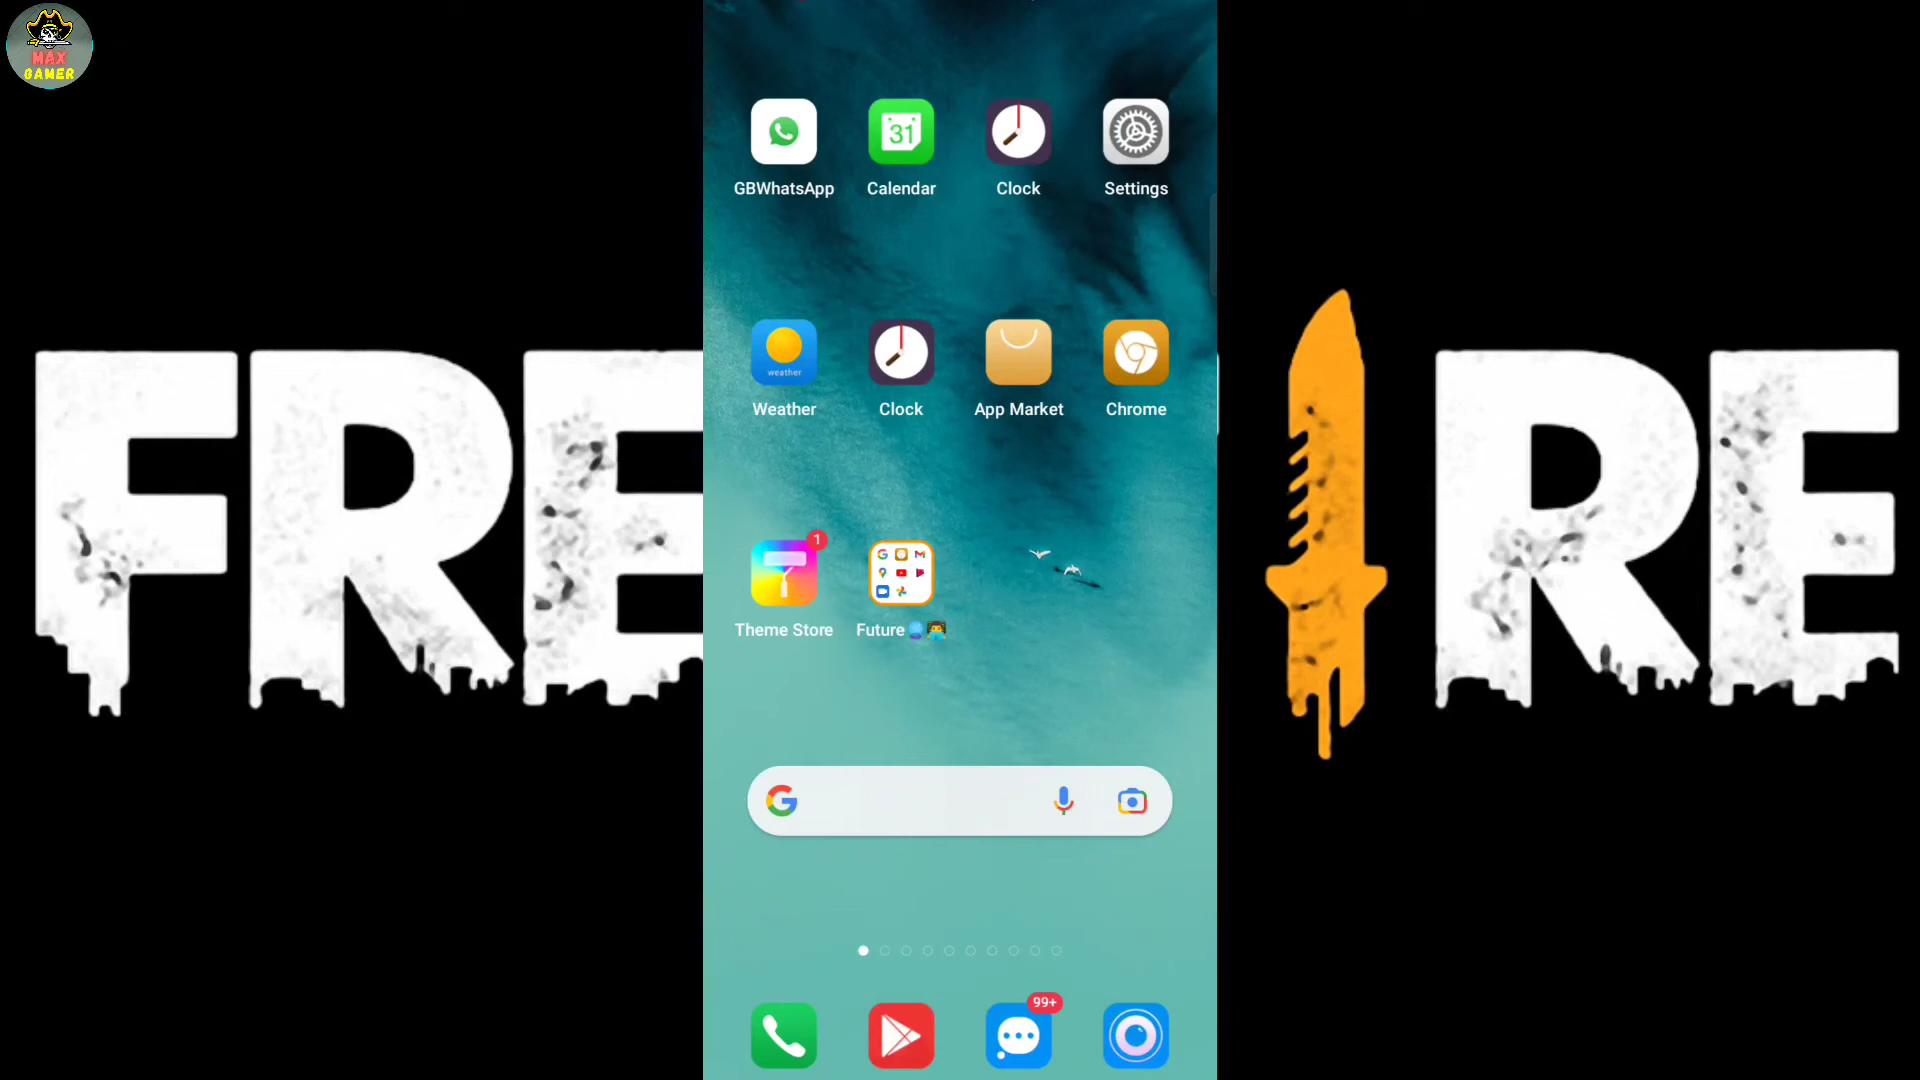 MAX
GAMER
FRE
RE
GBWhatsApp
31
Calendar
Clock
Settings
weather
Weather
Clock
App Market
Chrome
1
Theme Store
Future🔮👨‍💻
99+